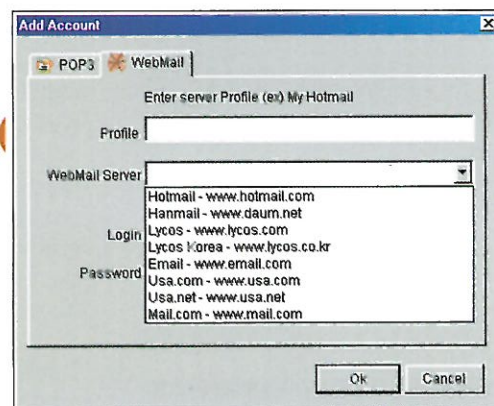 Add Account
POP3 WebMail
Enter server Profile (ex) My Hotmail
Profile
WebMail Server
Hotmail - www.hotmail.com
Hanmail - www.daum.net
Lycos - www.lycos.com
Lycos Korea - www.lycos.co.kr
Email - www.email.com
Usa.com - www.usa.com
Usa.net - www.usa.net
Mail.com - www.mail.com
Login
Password
Ok Cancel